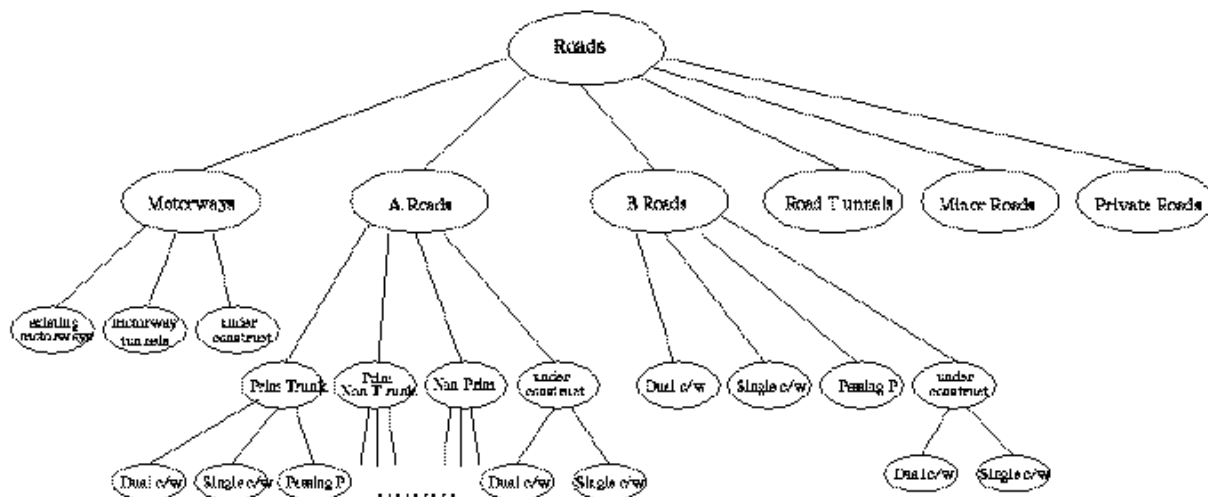 Roads
Motorways
A Roads
B Roads
Road Tunnels
Minor Roads
Private Roads
existing
motorways
motorway
tunnels
under
construct
Prim Trunk
Prim
Non Trunk
Non Prim
under
construct
Dual c/w
Single c/w
Passing P
under
construct
Dual c/w
Single c/w
Passing P
Dual c/w
Single c/w
Dual c/w
Single c/w